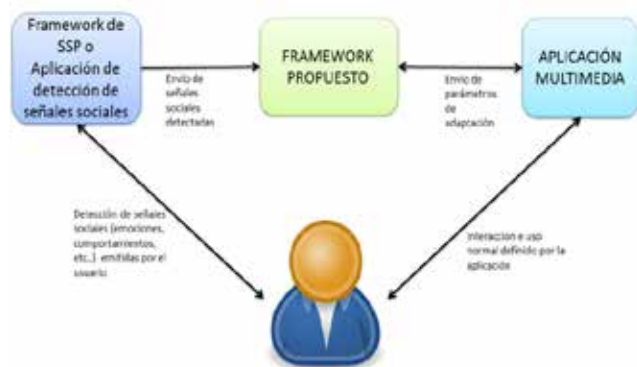 Framework de
SSP o
Aplicación de
detección de
señales sociales
FRAMEWORK
PROPUESTO
APLICACIÓN
MULTIMEDIA
Envío de
señales
sociales
detectadas
Envío de
parámetros
de
adaptación
Detección de señales
sociales (emociones,
comportamientos,
etc..) emitidas por el
usuario
Interaccion e uso
normal definido por la
aplicación